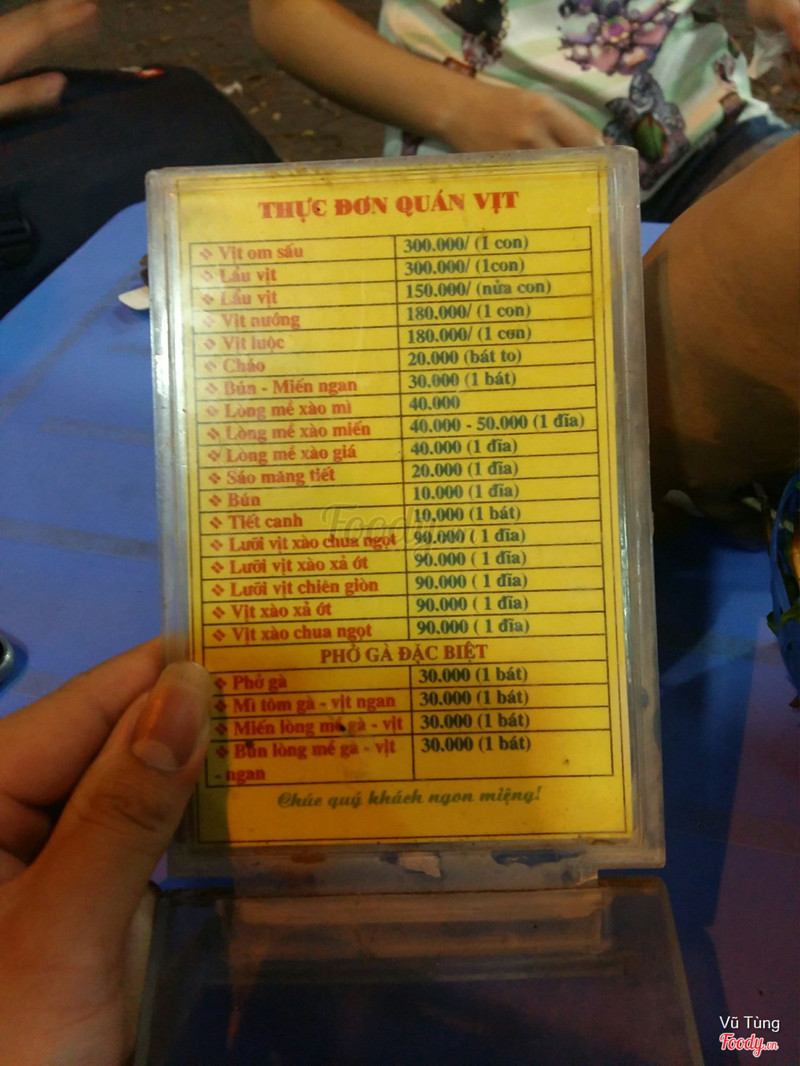 THỰC ĐƠN QUÁN VỊT
❖ Vịt om sấu 300.000/ (1 con)
❖ Lẩu vịt 300.000/ (1con)
❖ Lẩu vịt 150.000/ (nửa con)
❖ Vịt nướng 180.000/ (1 con)
❖ Vịt luộc 180.000/ (1 con)
❖ Cháo 20.000 (bát to)
❖ Bún - Miến ngan 30.000 (1 bát)
❖ Lòng mề xào mì 40.000
❖ Lòng mề xào miến 40.000 - 50.000 (1 đĩa)
❖ Lòng mề xào giá 40.000 (1 đĩa)
❖ Sáo măng tiết 20.000 (1 đĩa)
❖ Bún 10.000 (1 đĩa)
❖ Tiết canh 10.000 (1 bát)
❖ Lưỡi vịt xào chua ngọt 90.000 ( 1 đĩa)
❖ Lưỡi vịt xào xả ớt 90.000 ( 1 đĩa)
❖ Lưỡi vịt chiên giòn 90.000 ( 1 đĩa)
❖ Vịt xào xả ớt 90.000 ( 1 đĩa)
❖ Vịt xào chua ngọt 90.000 ( 1 đĩa)
PHỞ GÀ ĐẶC BIỆT
❖ Phở gà 30.000 (1 bát)
❖ Mì tôm gà - vịt ngan 30.000 (1 bát)
❖ Miến lòng mề gà - vịt 30.000 (1 bát)
❖ Bún lòng mề gà - vịt 30.000 (1 bát)
- ngan
Chúc quý khách ngon miệng!
Foody.vn
Vũ Tùng
Foody.vn